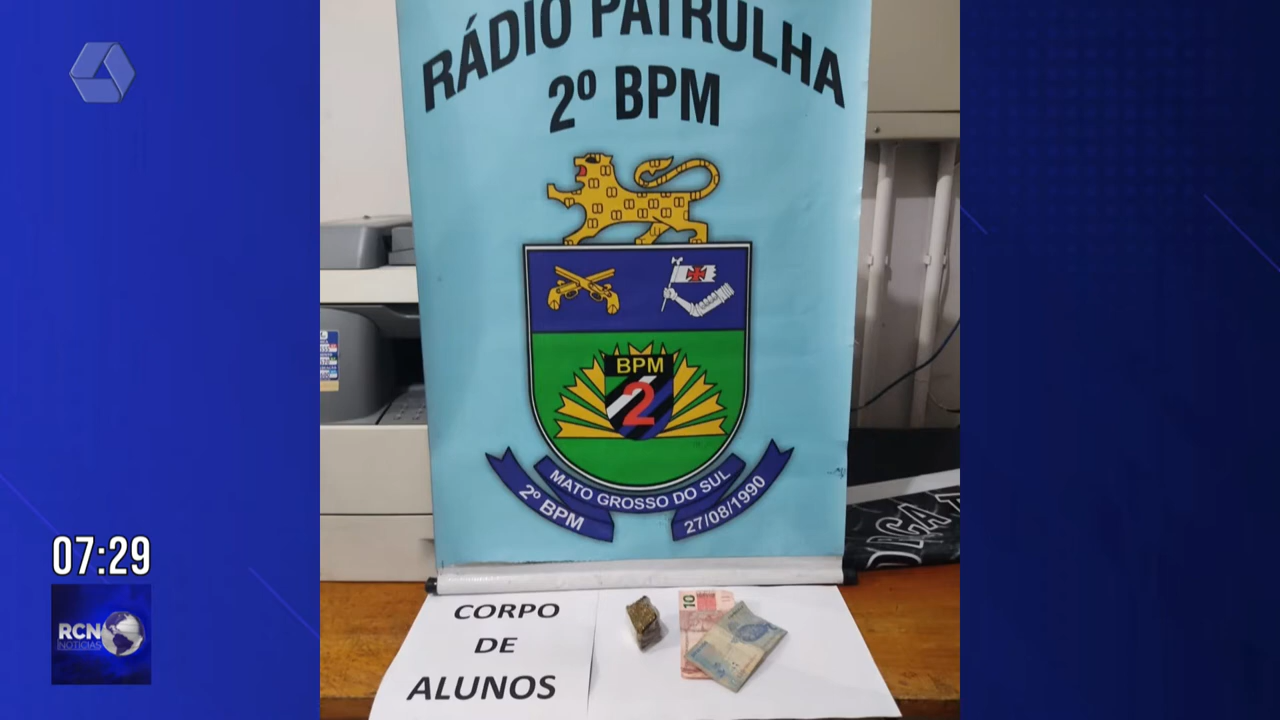 RÁDIO PATRULHA
2º BPM
BPM
2
MATO GROSSO DO SUL
2º BPM
27/08/1990
07:29
RCN
NOTÍCIAS
CORPO
DE
ALUNOS
10